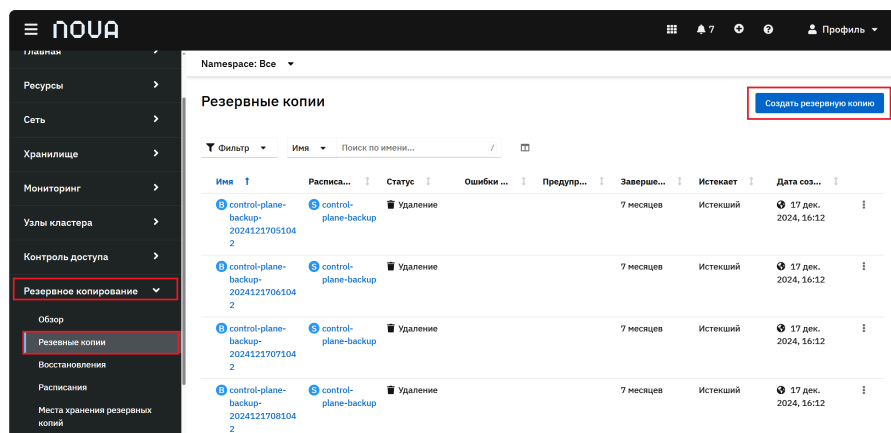 NOVA
7
Профиль
Главная
Ресурсы
Сеть
Хранилище
Мониторинг
Узлы кластера
Контроль доступа
Резервное копирование
Обзор
Резевные копии
Восстановления
Расписания
Места хранения резервных
копий
Namespace: Все
Резервные копии
Создать резервную копию
Фильтр
Имя
Поиск по имени...
/
Имя Расписа... Статус Ошибки ... Предупр... Заверше... Истекает Дата соз...
B control-plane- S control- Удаление 7 месяцев Истекший 17 дек.
backup- plane-backup 2024, 16:12
2024121705104
2
B control-plane- S control- Удаление 7 месяцев Истекший 17 дек.
backup- plane-backup 2024, 16:12
2024121706104
2
B control-plane- S control- Удаление 7 месяцев Истекший 17 дек.
backup- plane-backup 2024, 16:12
2024121707104
2
B control-plane- S control- Удаление 7 месяцев Истекший 17 дек.
backup- plane-backup 2024, 16:12
2024121708104
2